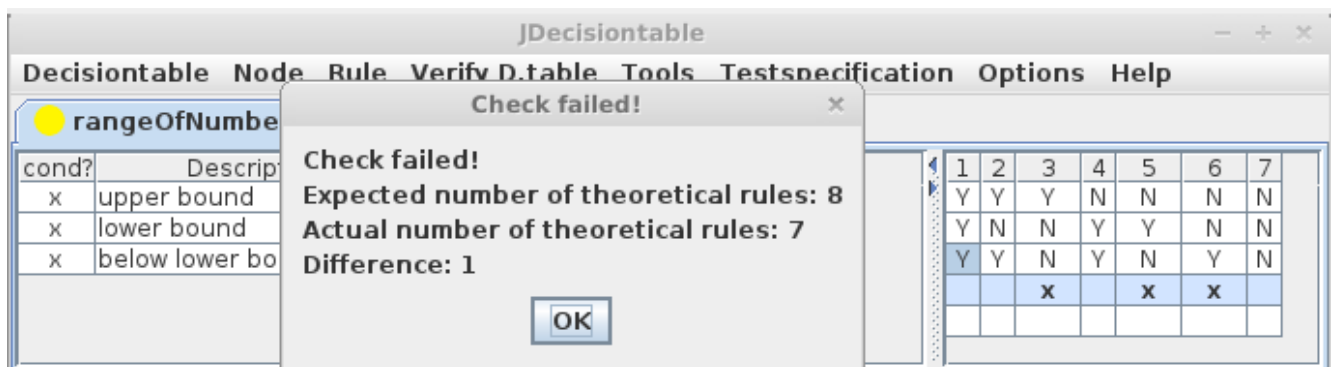 JDecisiontable
Decisiontable Node Rule Verify D.table Tools Testspecification Options Help
Check failed!
rangeOfNumbe
Check failed!
Expected number of theoretical rules: 8
Actual number of theoretical rules: 7
Difference: 1
OK
cond? Descript 1 2 3 4 5 6 7
x upper bound Y Y Y N N N N
x lower bound Y N N Y Y N N
x below lower bo Y Y N Y N Y N
x x x